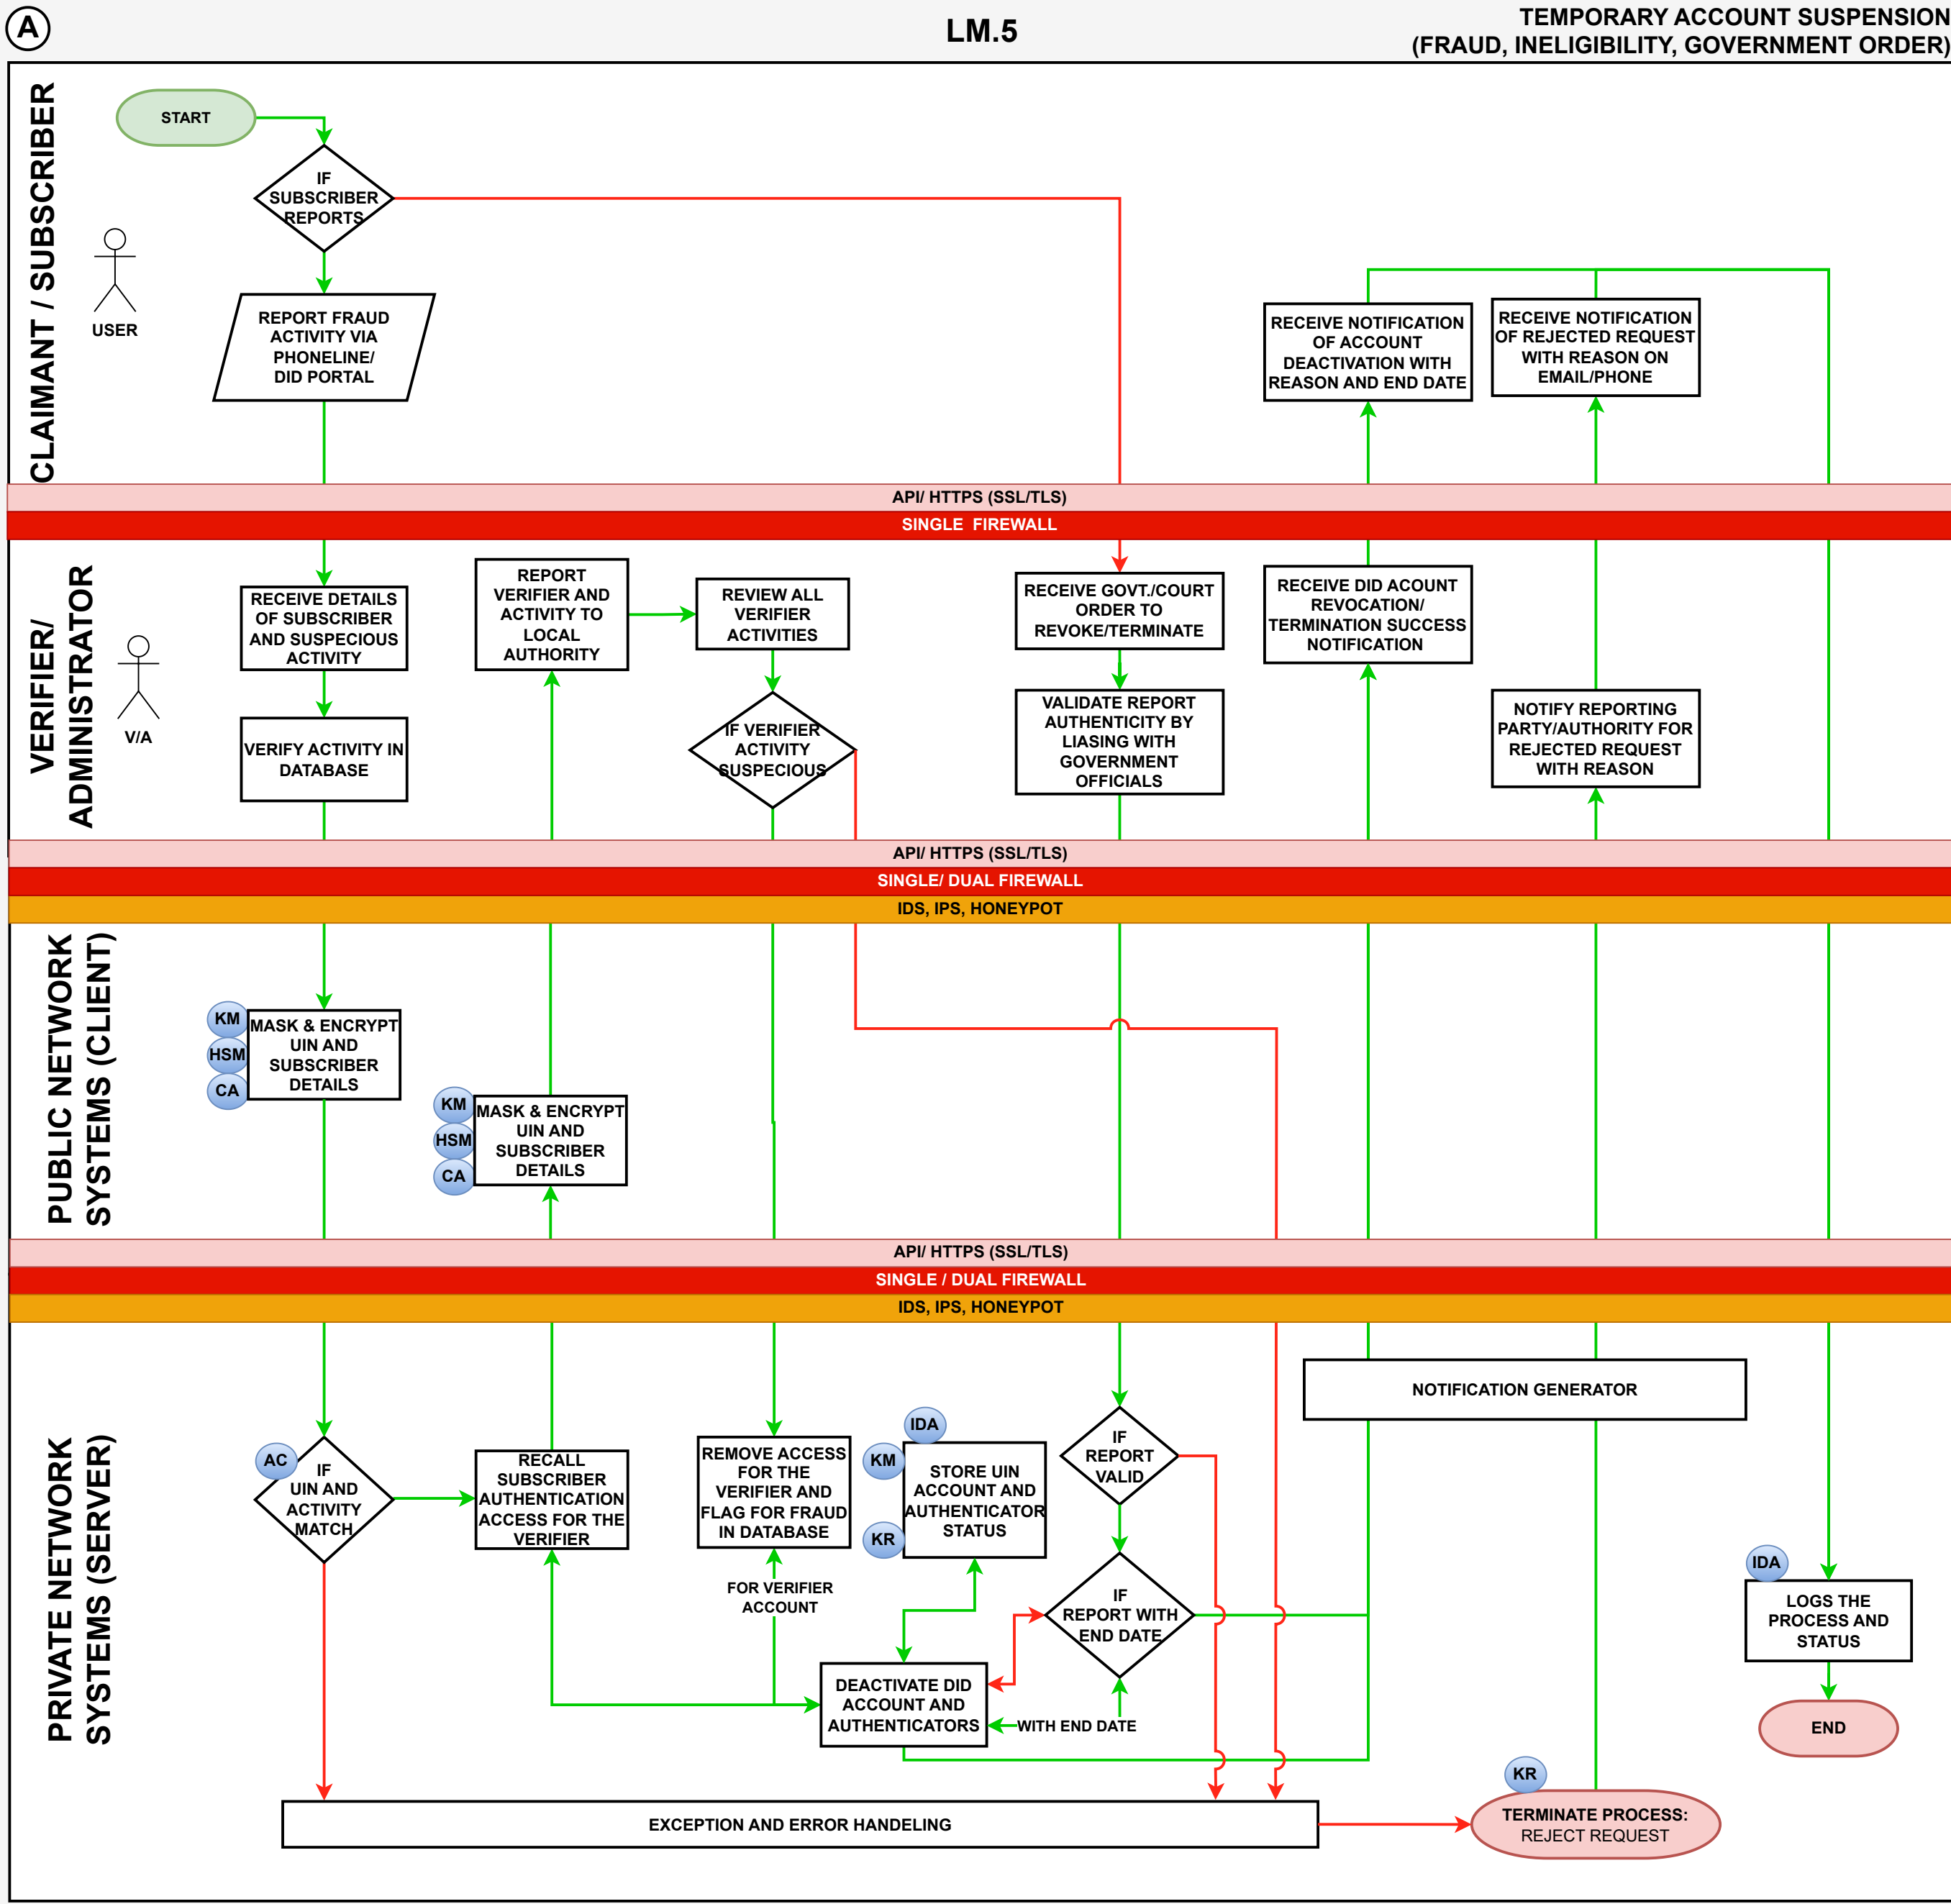 A
LM.5
TEMPORARY ACCOUNT SUSPENSION
(FRAUD, INELIGIBILITY, GOVERNMENT ORDER)
CLAIMANT / SUBSCRIBER
START
IF
SUBSCRIBER
REPORTS
USER
REPORT FRAUD
ACTIVITY VIA
PHONELINE/
DID PORTAL
RECEIVE NOTIFICATION
OF ACCOUNT
DEACTIVATION WITH
REASON AND END DATE
RECEIVE NOTIFICATION
OF REJECTED REQUEST
WITH REASON ON
EMAIL/PHONE
API/ HTTPS (SSL/TLS)
SINGLE FIREWALL
VERIFIER/
ADMINISTRATOR
V/A
RECEIVE DETAILS
OF SUBSCRIBER
AND SUSPECIOUS
ACTIVITY
VERIFY ACTIVITY IN
DATABASE
REPORT
VERIFIER AND
ACTIVITY TO
LOCAL
AUTHORITY
REVIEW ALL
VERIFIER
ACTIVITIES
IF VERIFIER
ACTIVITY
SUSPECIOUS
RECEIVE GOVT./COURT
ORDER TO
REVOKE/TERMINATE
VALIDATE REPORT
AUTHENTICITY BY
LIASING WITH
GOVERNMENT
OFFICIALS
RECEIVE DID ACOUNT
REVOCATION/
TERMINATION SUCCESS
NOTIFICATION
NOTIFY REPORTING
PARTY/AUTHORITY FOR
REJECTED REQUEST
WITH REASON
API/ HTTPS (SSL/TLS)
SINGLE/ DUAL FIREWALL
IDS, IPS, HONEYPOT
PUBLIC NETWORK
SYSTEMS (CLIENT)
KM
HSM
CA
MASK & ENCRYPT
UIN AND
SUBSCRIBER
DETAILS
KM
HSM
CA
MASK & ENCRYPT
UIN AND
SUBSCRIBER
DETAILS
API/ HTTPS (SSL/TLS)
SINGLE / DUAL FIREWALL
IDS, IPS, HONEYPOT
PRIVATE NETWORK
SYSTEMS (SERVER)
AC
IF
UIN AND
ACTIVITY
MATCH
RECALL
SUBSCRIBER
AUTHENTICATION
ACCESS FOR THE
VERIFIER
REMOVE ACCESS
FOR THE
VERIFIER AND
FLAG FOR FRAUD
IN DATABASE
FOR VERIFIER
ACCOUNT
IDA
KM
KR
STORE UIN
ACCOUNT AND
AUTHENTICATOR
STATUS
IF
REPORT
VALID
IF
REPORT WITH
END DATE
DEACTIVATE DID
ACCOUNT AND
AUTHENTICATORS
WITH END DATE
NOTIFICATION GENERATOR
IDA
LOGS THE
PROCESS AND
STATUS
END
EXCEPTION AND ERROR HANDELING
KR
TERMINATE PROCESS:
REJECT REQUEST